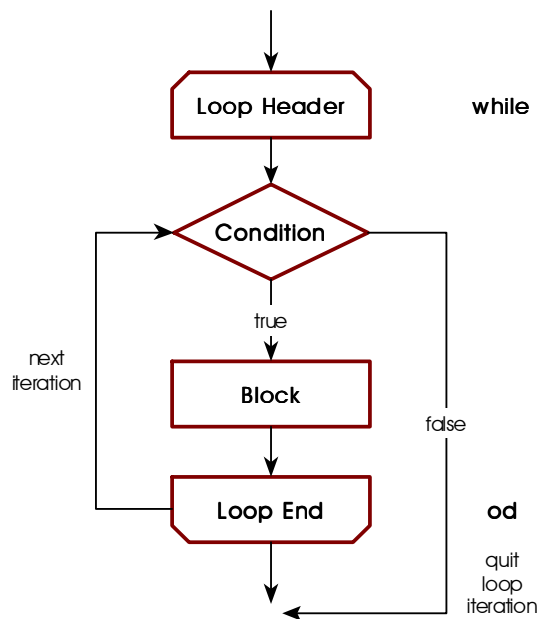 Loop Header
while
Condition
true
next
iteration
Block
false
Loop End
od
quit
loop
iteration